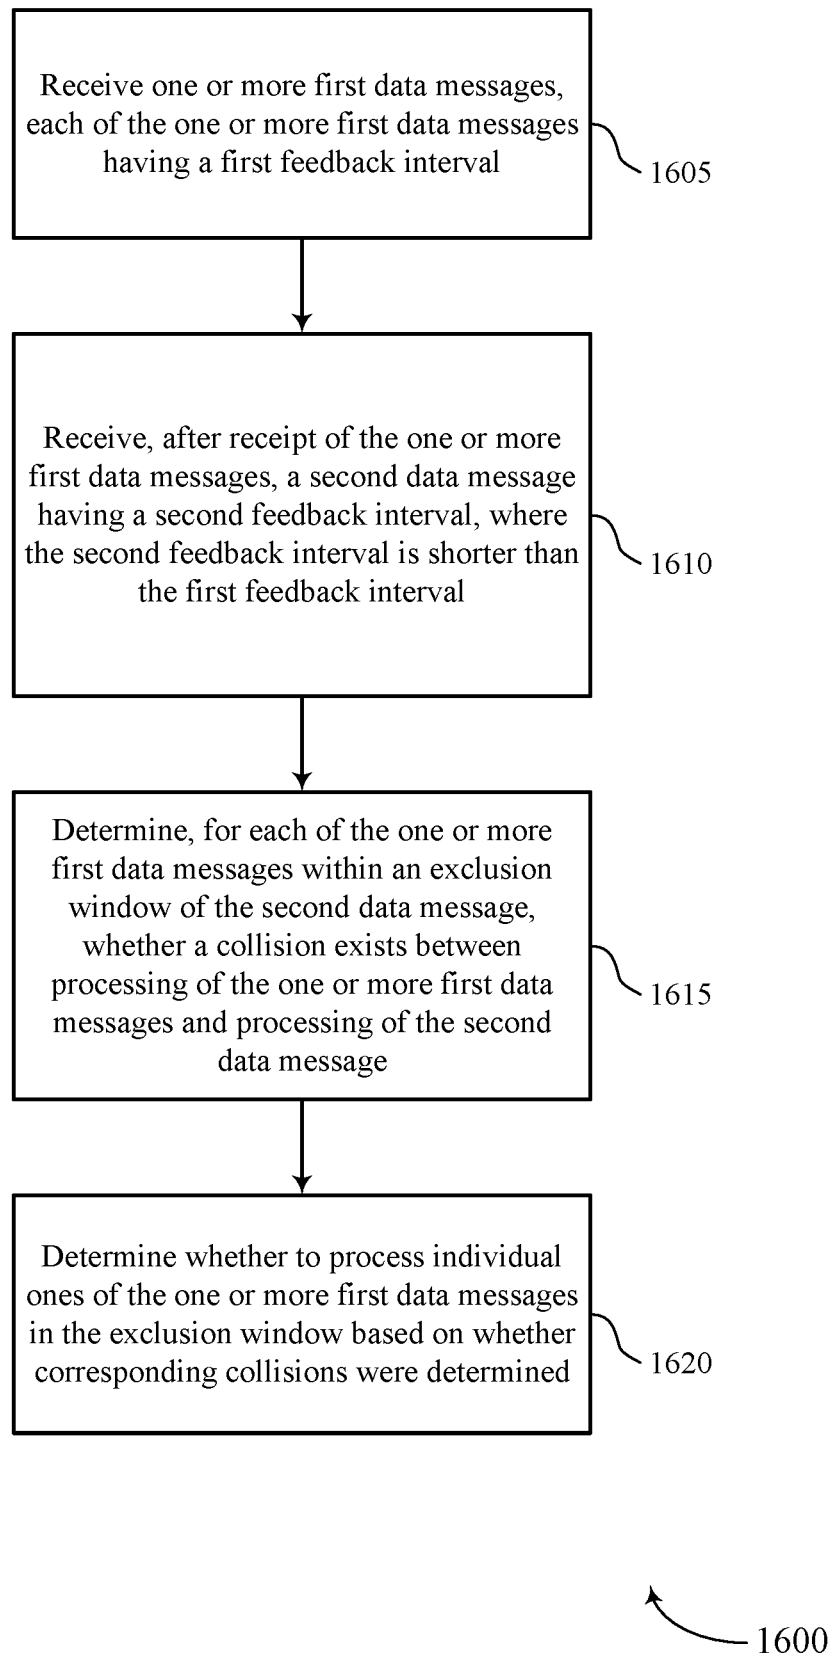 Receive one or more first data messages,
each of the one or more first data messages
having a first feedback interval
1605
Receive, after receipt of the one or more
first data messages, a second data message
having a second feedback interval, where
the second feedback interval is shorter than
the first feedback interval
1610
Determine, for each of the one or more
first data messages within an exclusion
window of the second data message,
whether a collision exists between
processing of the one or more first data
messages and processing of the second
data message
1615
Determine whether to process individual
ones of the one or more first data messages
in the exclusion window based on whether
corresponding collisions were determined
1620
1600